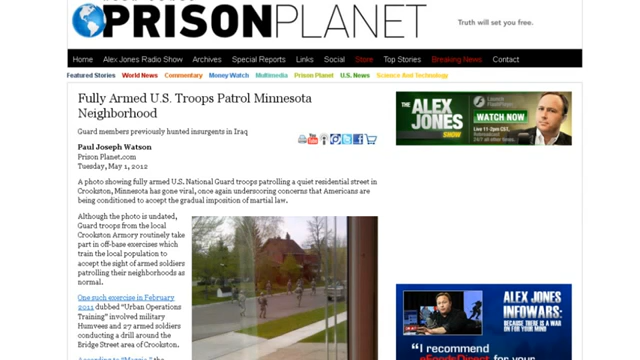 PRISONPLANET
Truth will set you free.
Home Alex Jones Radio Show Archives Special Reports Links Social Store Top Stories Breaking News Contact
Featured Stories World News Commentary Money Watch Multimedia Prison Planet U.S. News Science And Technology
Fully Armed U.S. Troops Patrol Minnesota
Neighborhood
Guard members previously hunted insurgents in Iraq
Paul Joseph Watson
Prison Planet.com
Tuesday, May 1, 2012
A photo showing fully armed U.S. National Guard troops patrolling a quiet residential street in
Crookston, Minnesota has gone viral, once again underscoring concerns that Americans are
being conditioned to accept the gradual imposition of martial law.
Although the photo is undated,
Guard troops from the local
Crookston Armory routinely take
part in off-base exercises which
train the local population to
accept the sight of armed soldiers
patrolling their neighborhoods as
normal.
One such exercise in February
2011 dubbed "Urban Operations
Training" involved military
Humvees and 27 armed soldiers
conducting a drill around the
Bridge Street area of Crookston.
According to "Maggie," the
THE
ALEX
JONES
SHOW
WATCH NOW
ALEX JONES
INFOWARS:
BECAUSE THERE IS A WAR
ON FOR YOUR MIND
"I recommend
eFoodsDirect for your